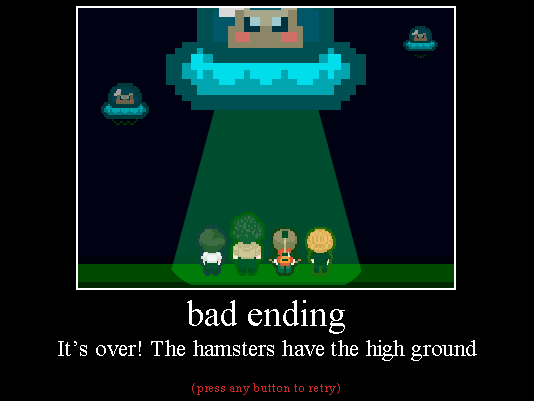 bad ending
It's over! The hamsters have the high ground
(press any button to retry)